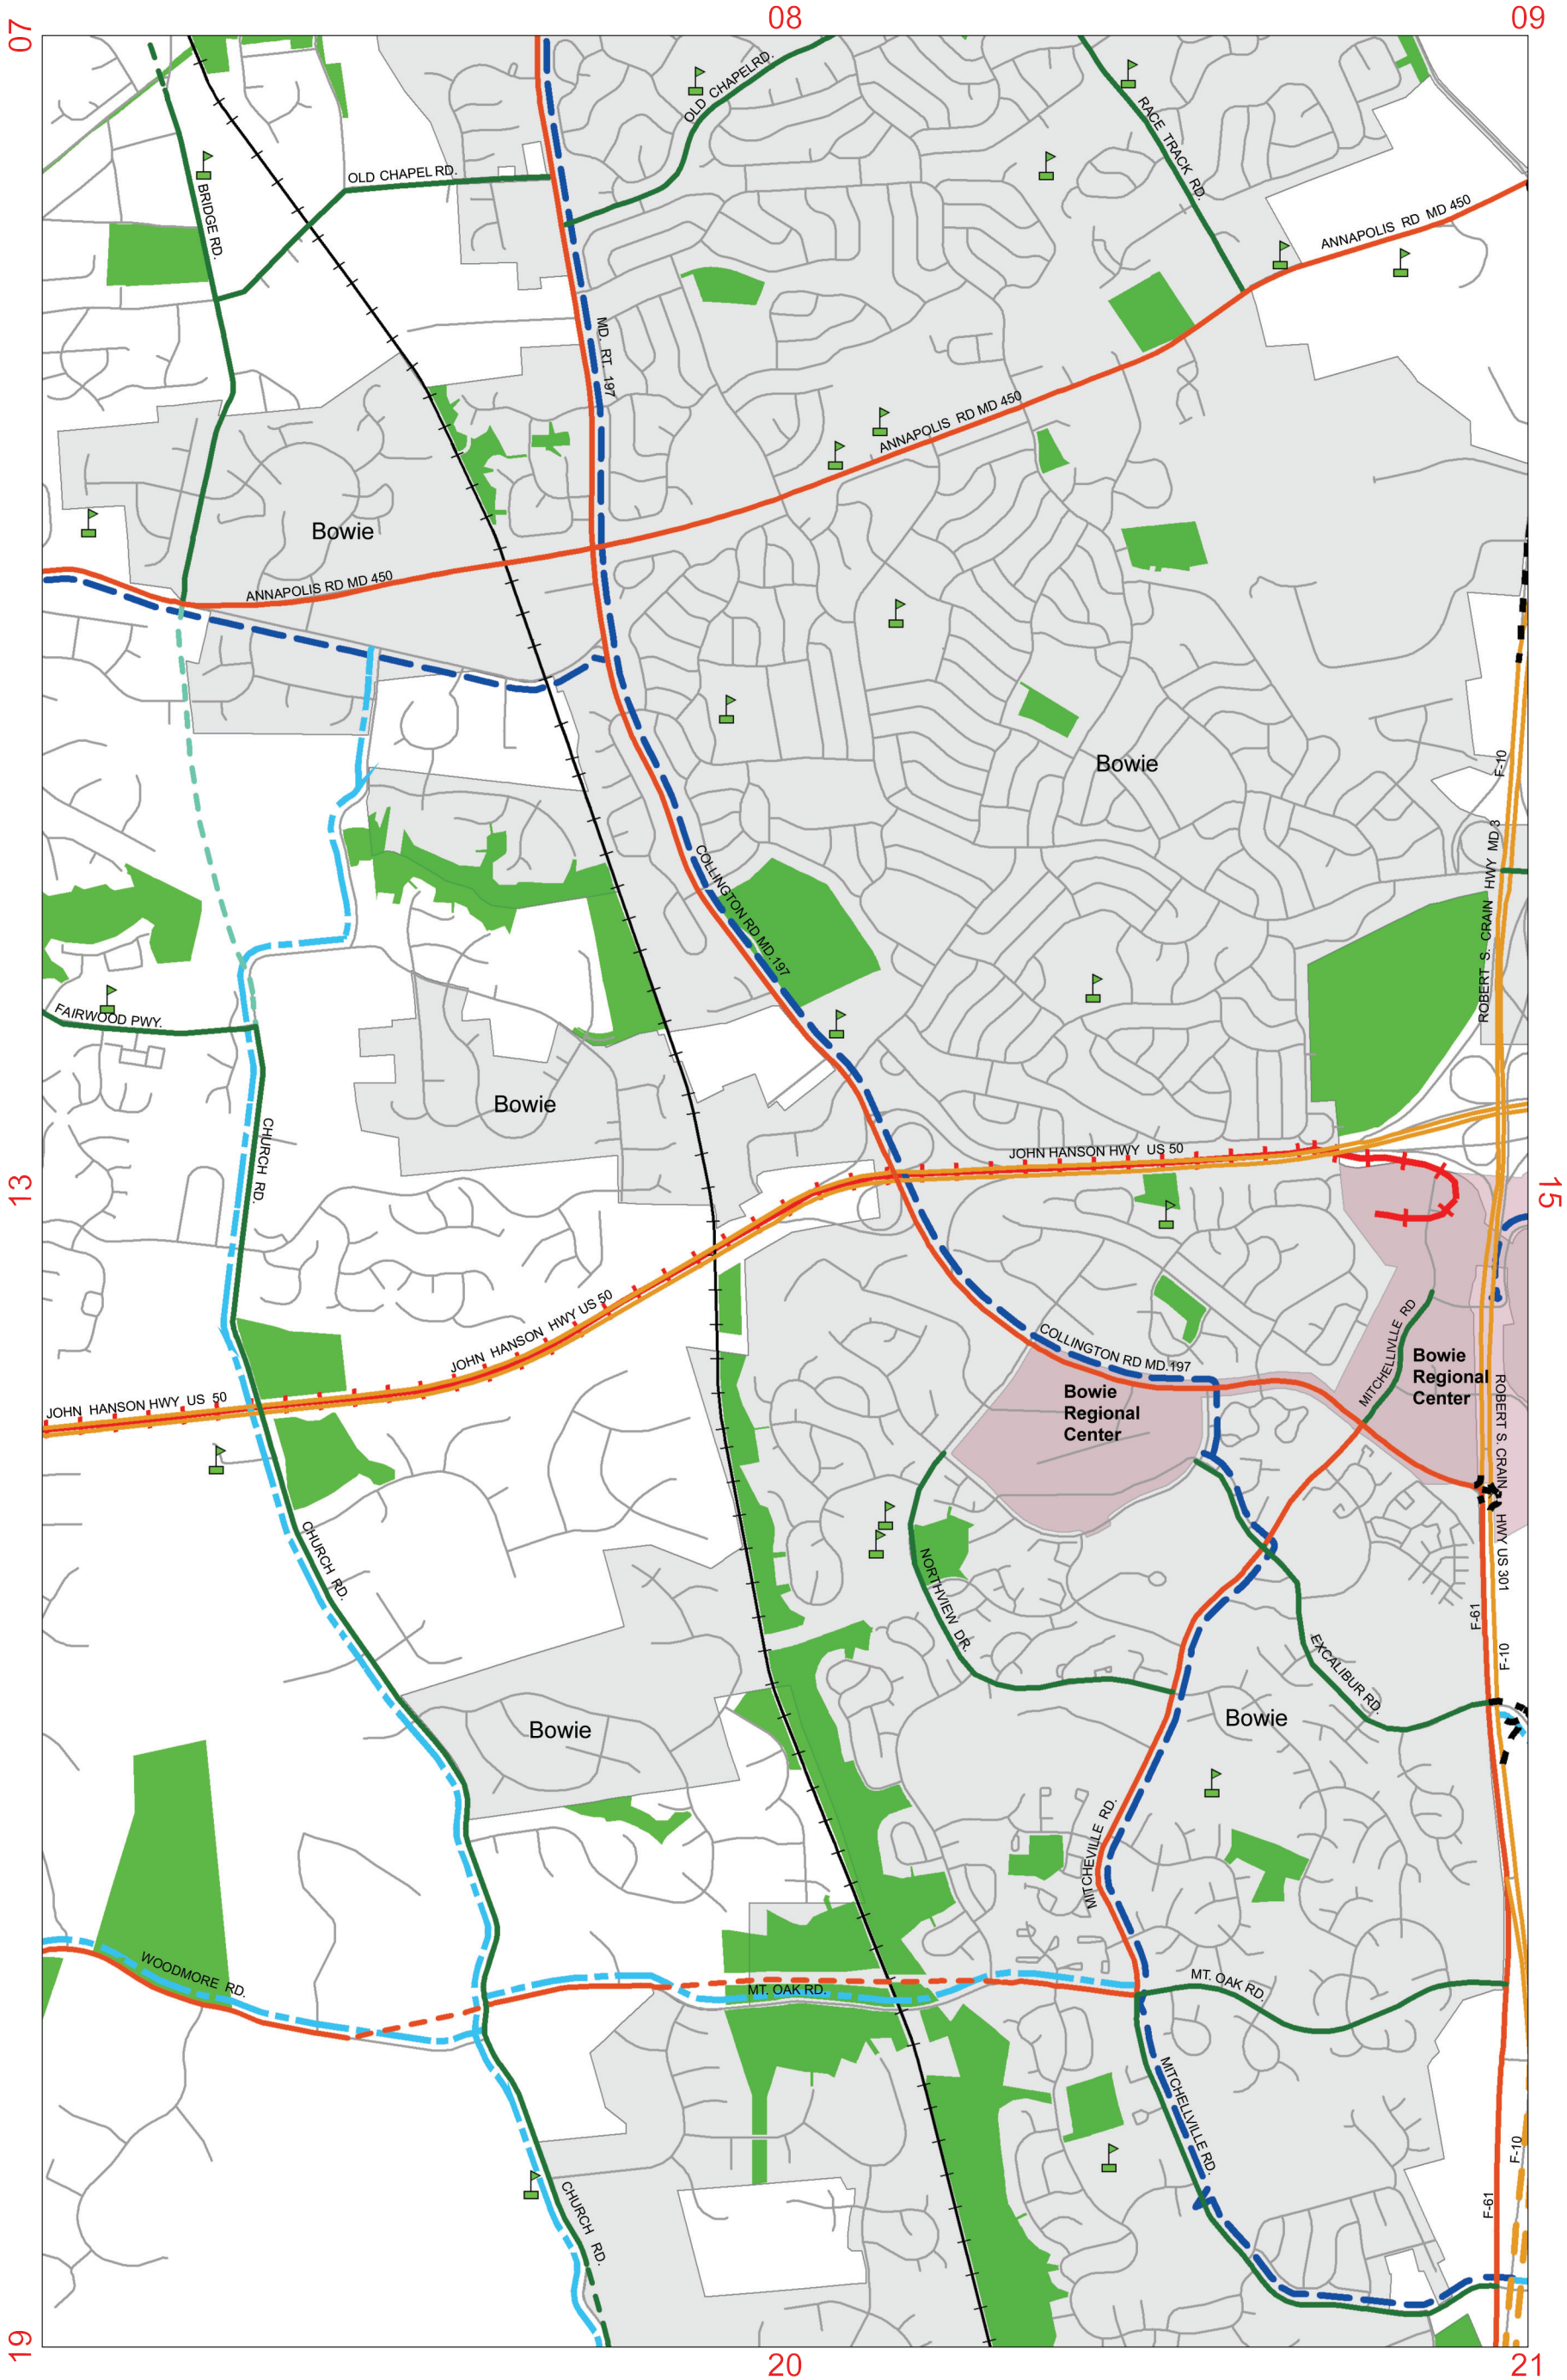 07
08
09
OLD CHAPELRD.
RACE TRACK RD.
OLD CHAPEL RD.
BRIDGE RD.
ANNAPOLIS RD MD 450
MD. RT. 197
ANNAPOLIS RD MD 450
Bowie
ANNAPOLIS RD MD 450
Bowie
F-10
ROBERT S. CRAIN HWY MD.3
COLLINGTON RD MD.197
FAIRWOOD PWY.
Bowie
CHURCH RD.
JOHN HANSON HWY US 50
13
15
JOHN HANSON HWY US 50
COLLINGTON RD MD.197
MITCHELLIVLLE RD
Bowie
Regional
Center
Bowie
Regional
Center
JOHN HANSON HWY US 50
ROBERT S.CRAIN HWY US 301
CHURCH RD.
NORTHVIEW DR.
F-61
F-10
EXCALIBUR RD.
Bowie
Bowie
MITCHEVILLE RD.
WOODMORE RD.
MT. OAK RD.
MT. OAK RD.
MITCHELLVILLE RD.
F-10
F-61
CHURCH RD.
19
20
21